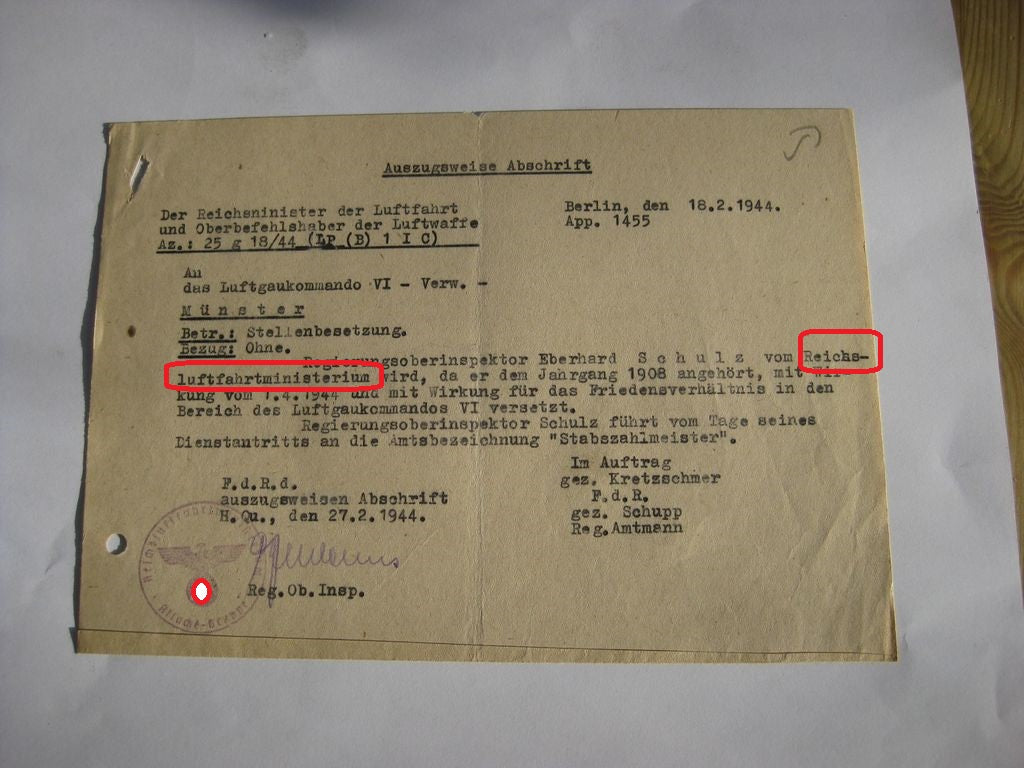 Auszugsweise Abschrift
Der Reichsminister der Luftfahrt
und Oberbefehlshaber der Luftwaffe
Az.: 25 g 18/44 (LP (B) 1 I C)
Berlin, den 18.2.1944.
App. 1455
An
das Luftgaukommando VI - Verw. -
M ü n s t e r
Betr.: Stellenbesetzung.
Bezug: Ohne.
Regierungsoberinspektor Eberhard S c h u l z vom Reichs-
luftfahrtministerium wird, da er dem Jahrgang 1908 angehört, mit Wir-
kung vom 1.4.1944 und mit Wirkung für das Friedensverhältnis in den
Bereich des Luftgaukommandos VI versetzt.
Regierungsoberinspektor Schulz führt vom Tage seines
Dienstantritts an die Amtsbezeichnung "Stabszahlmeister".
Im Auftrag
gez. Kretzschmer
F.d.R.
gez. Schupp
Reg.Amtmann
F.d.R.d.
auszugsweisen Abschrift
H.Qu., den 27.2.1944.
Reg.Ob.Insp.